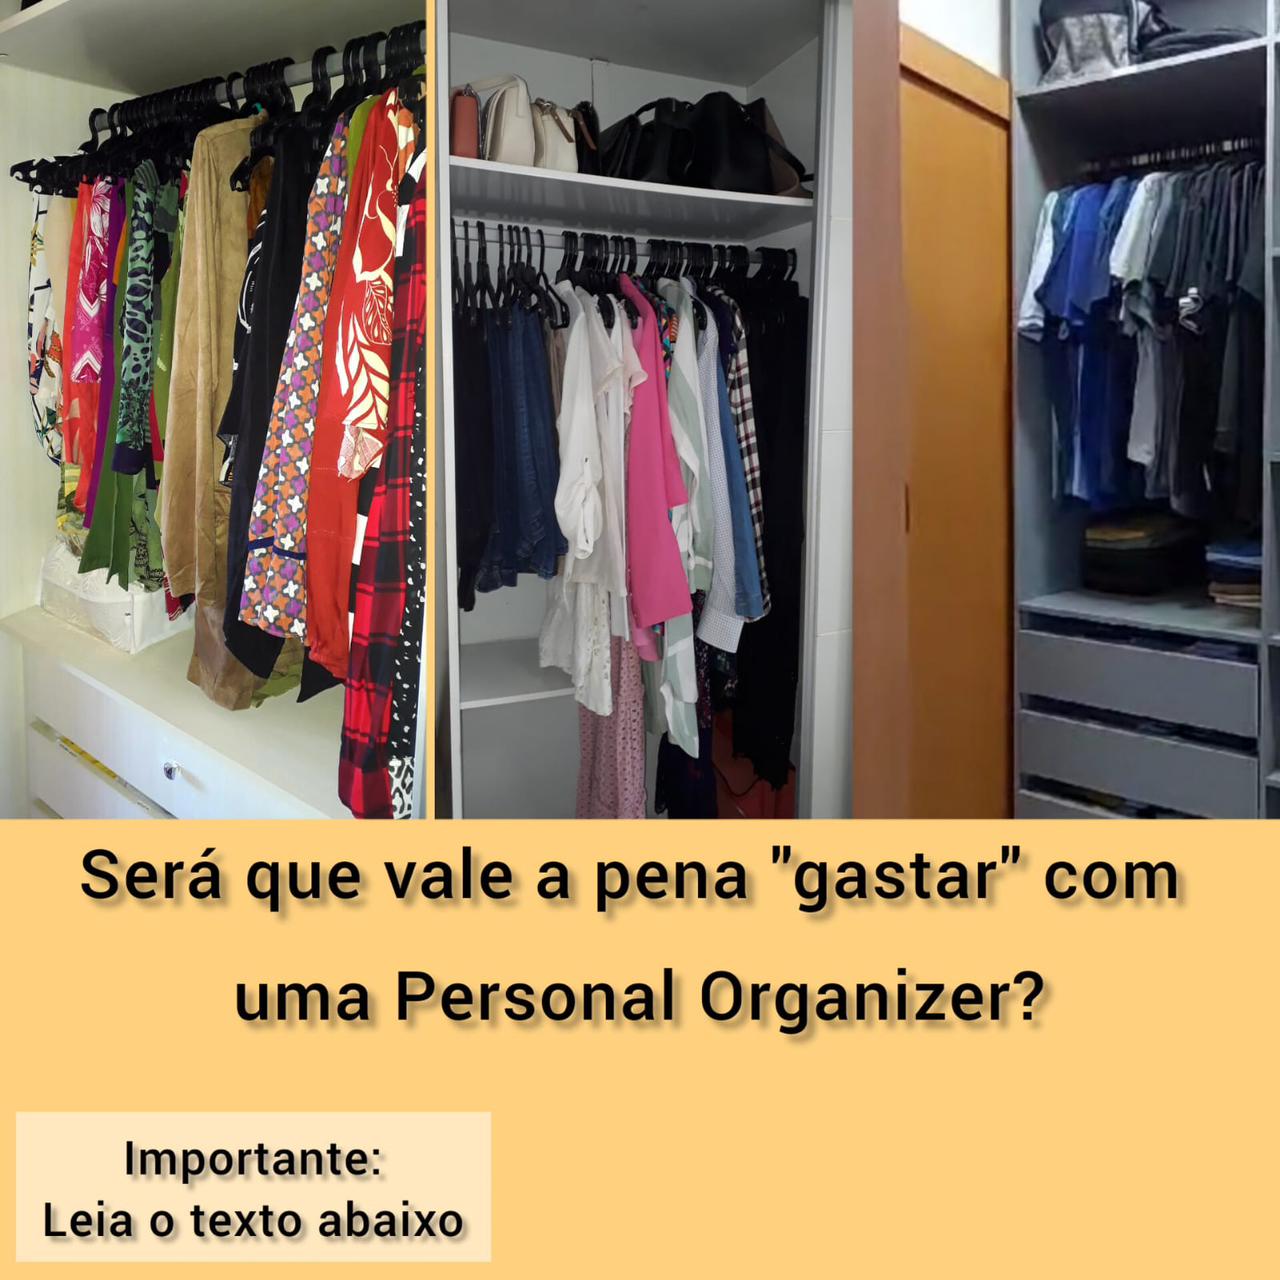 Será que vale a pena "gastar" com
uma Personal Organizer?
Importante:
Leia o texto abaixo